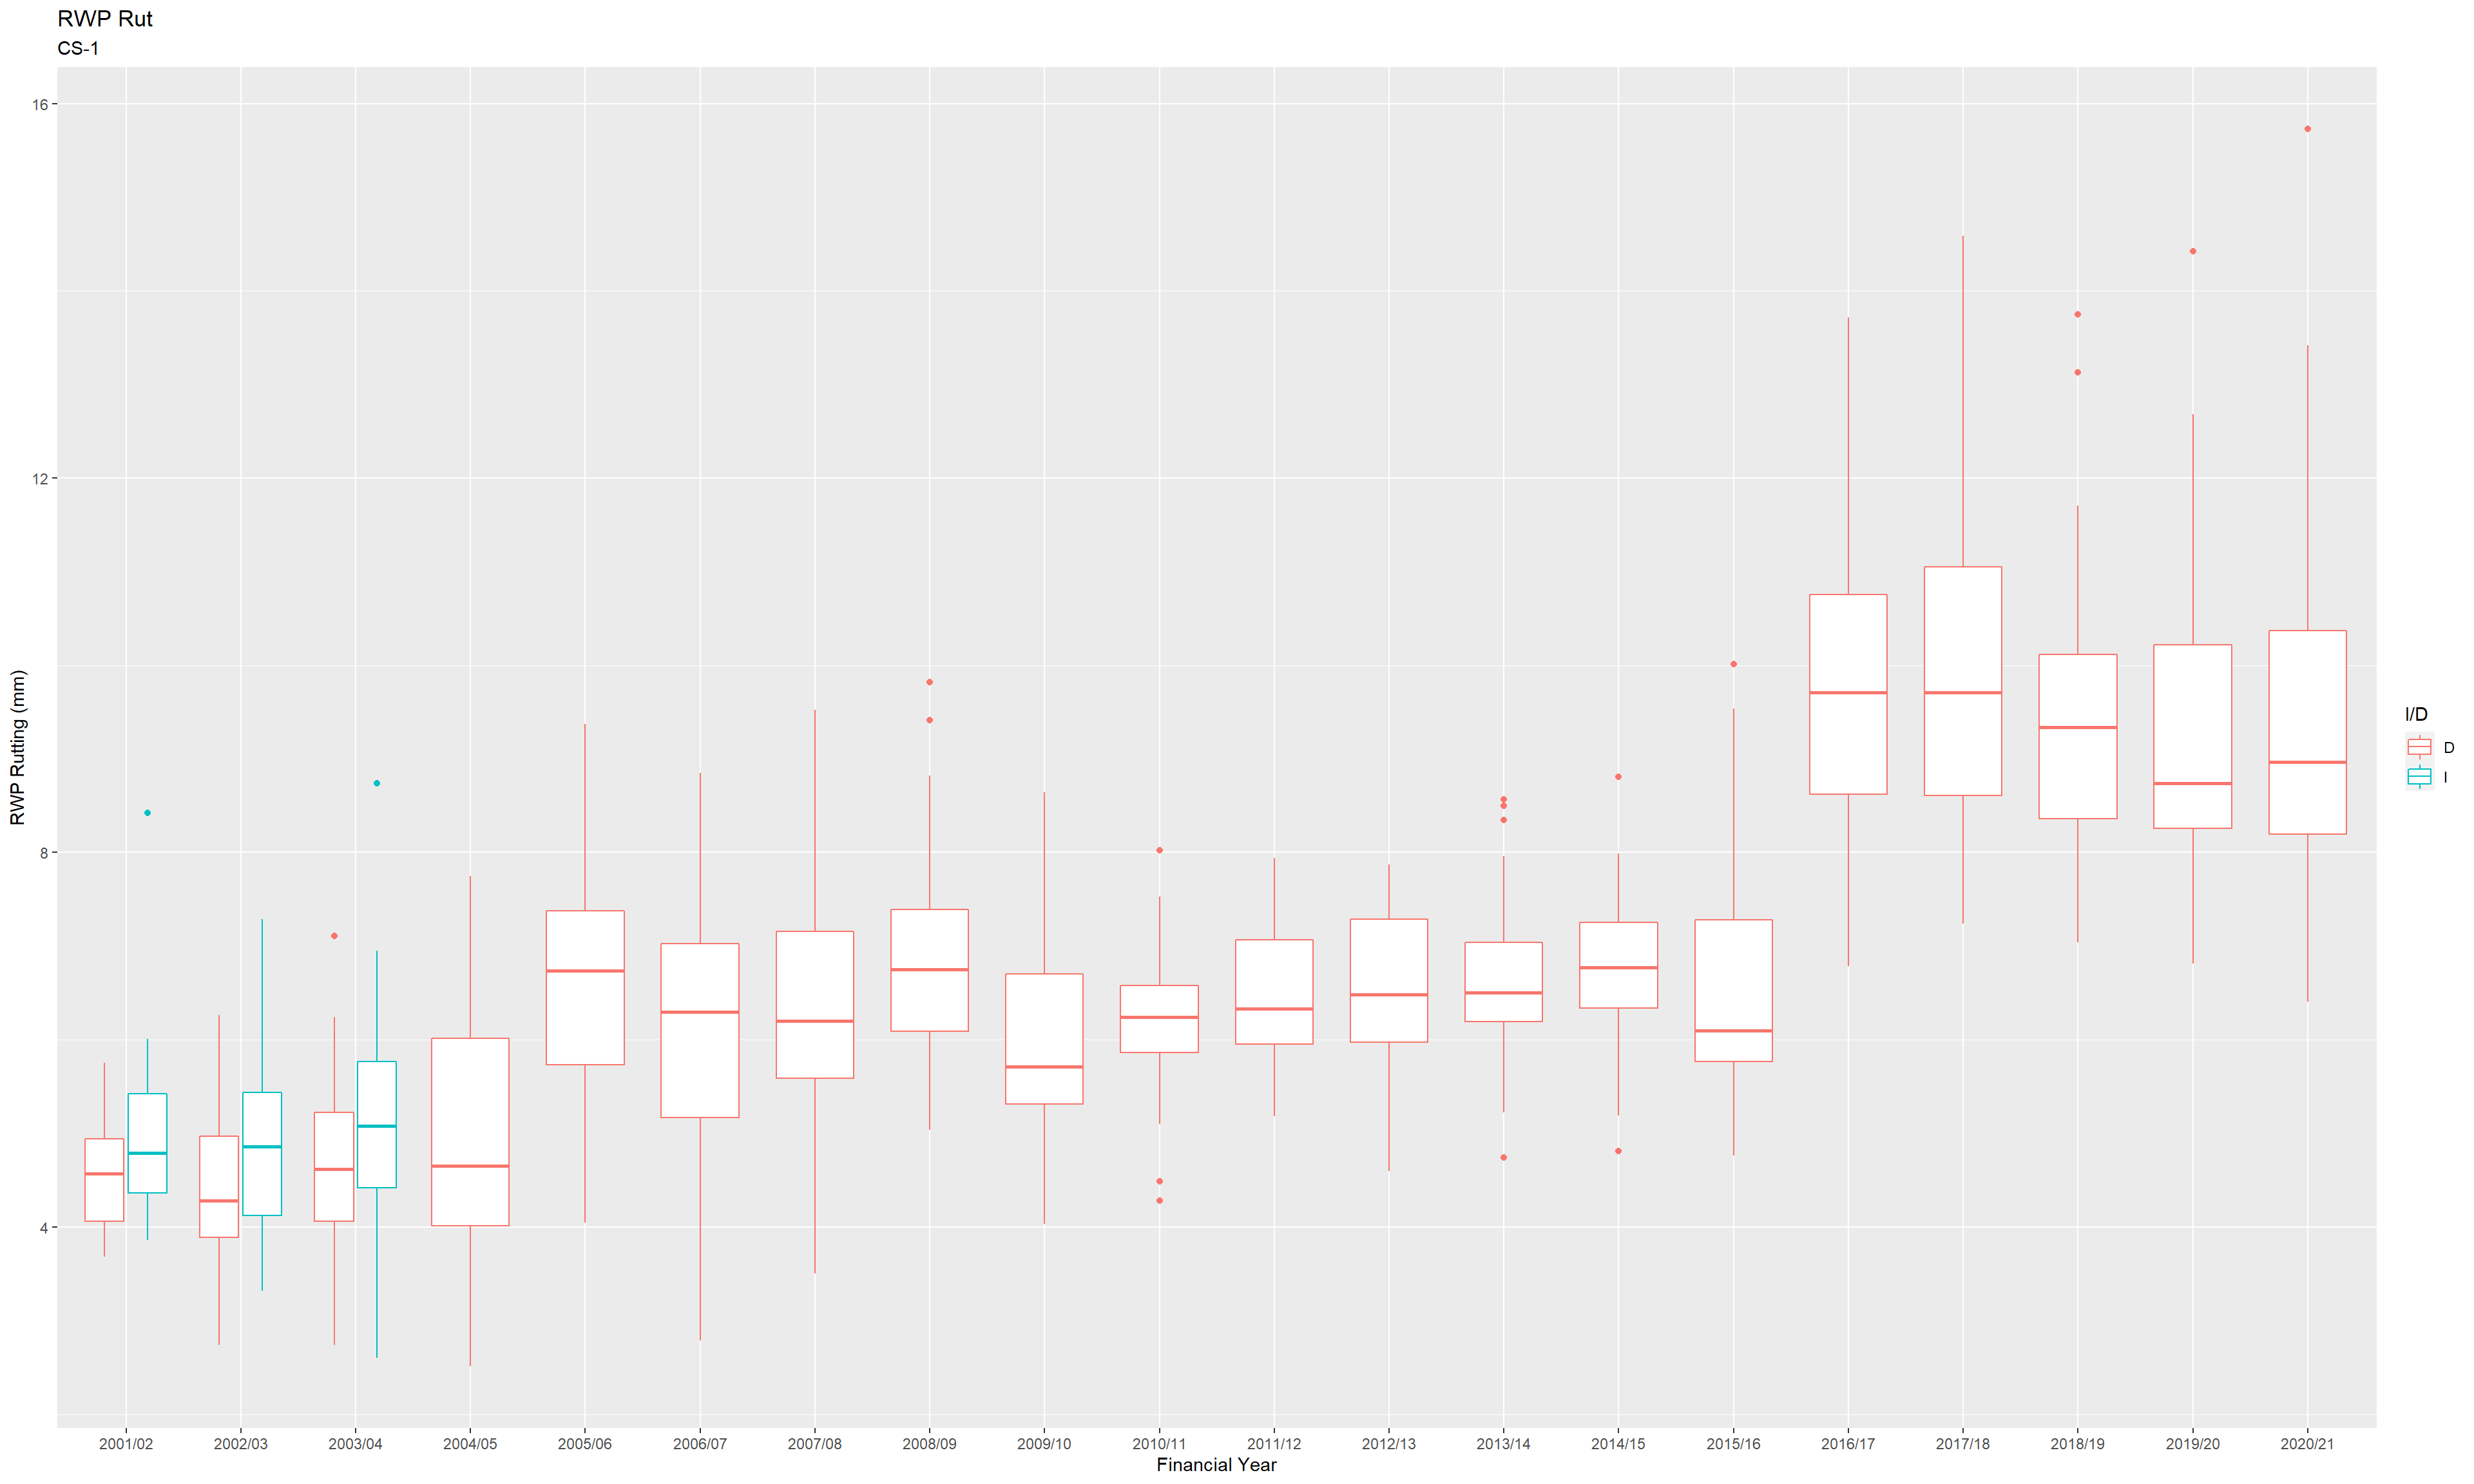 RWP Rut
CS-1
RWP Rutting (mm)
16
12
8
4
2001/02 2002/03 2003/04 2004/05 2005/06 2006/07 2007/08 2008/09 2009/10 2010/11 2011/12 2012/13 2013/14 2014/15 2015/16 2016/17 2017/18 2018/19 2019/20 2020/21
Financial Year
I/D
D
I